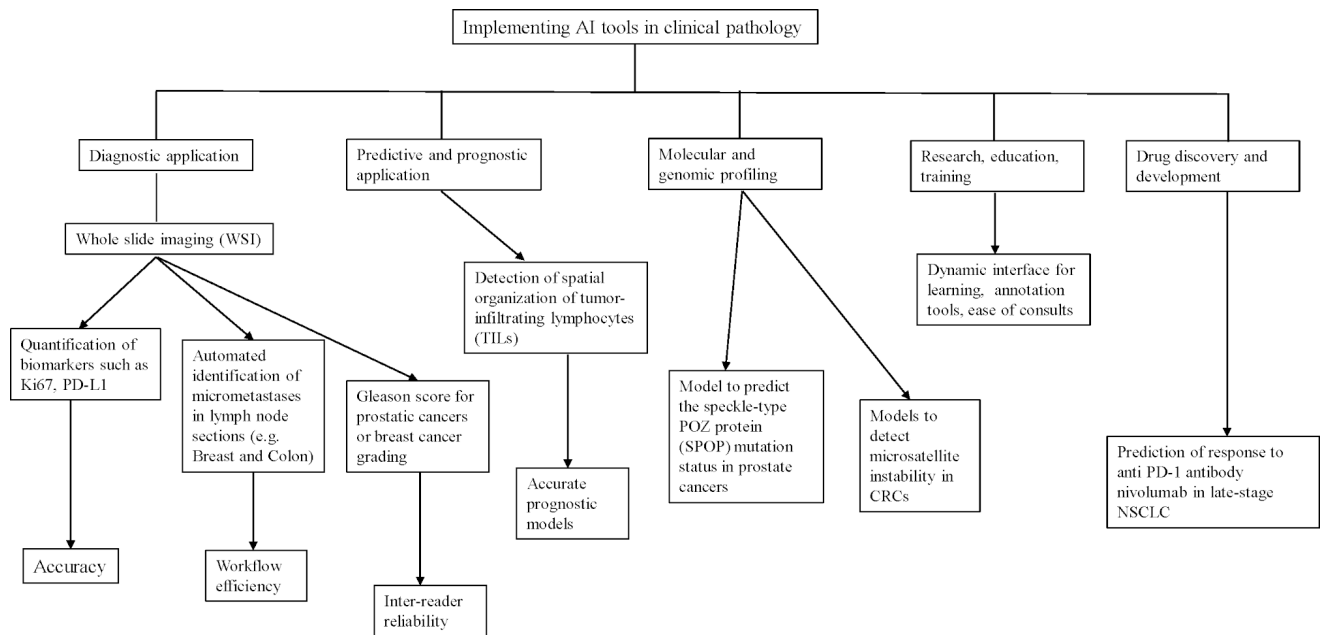 Implementing AI tools in clinical pathology
Diagnostic application
Predictive and prognostic
application
Molecular and
genomic profiling
Research, education,
training
Drug discovery and
development
Whole slide imaging (WSI)
Detection of spatial
organization of tumor-
infiltrating lymphocytes
(TILs)
Dynamic interface for
learning, annotation
tools, ease of consults
Quantification of
biomarkers such as
Ki67, PD-L1
Automated
identification of
micrometastases
in lymph node
sections (e.g.
Breast and Colon)
Gleason score for
prostatic cancers
or breast cancer
grading
Model to predict
the speckle-type
POZ protein
(SPOP) mutation
status in prostate
cancers
Models to
detect
microsatellite
instability in
CRCs
Prediction of response to
anti PD-1 antibody
nivolumab in late-stage
NSCLC
Accurate
prognostic
models
Accuracy
Workflow
efficiency
Inter-reader
reliability